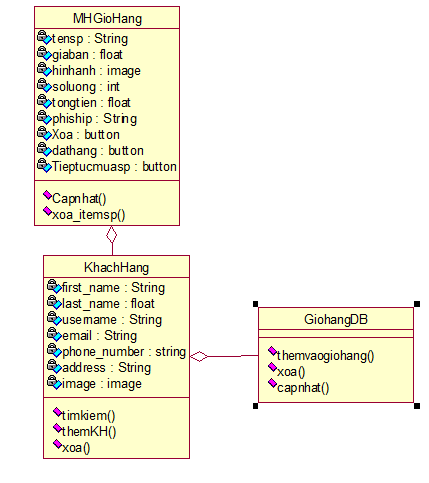 MHGioHang
tensp : String
giaban : float
hinhanh : image
soluong : int
tongtien : float
phiship : String
Xoa : button
dathang : button
Tieptucmuasp : button
Capnhat()
xoa_itemsp()
KhachHang
first_name : String
last_name : float
username : String
email : String
phone_number : string
address : String
image : image
timkiem()
themKH()
xoa()
GiohangDB
themvaogiohang()
xoa()
capnhat()